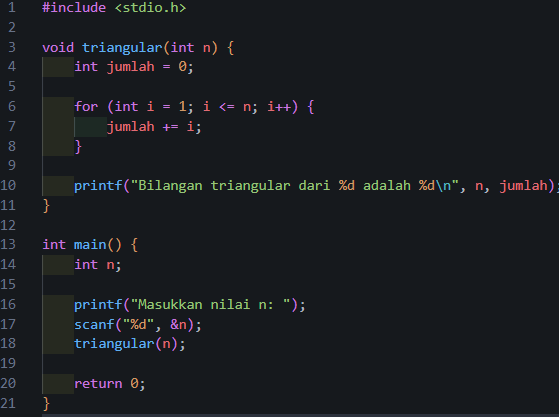 1 #include <stdio.h>
2
3 void triangular(int n) {
4     int jumlah = 0;
5
6     for (int i = 1; i <= n; i++) {
7         jumlah += i;
8     }
9
10     printf("Bilangan triangular dari %d adalah %d\n", n, jumlah);
11 }
12
13 int main() {
14     int n;
15
16     printf("Masukkan nilai n: ");
17     scanf("%d", &n);
18     triangular(n);
19
20     return 0;
21 }